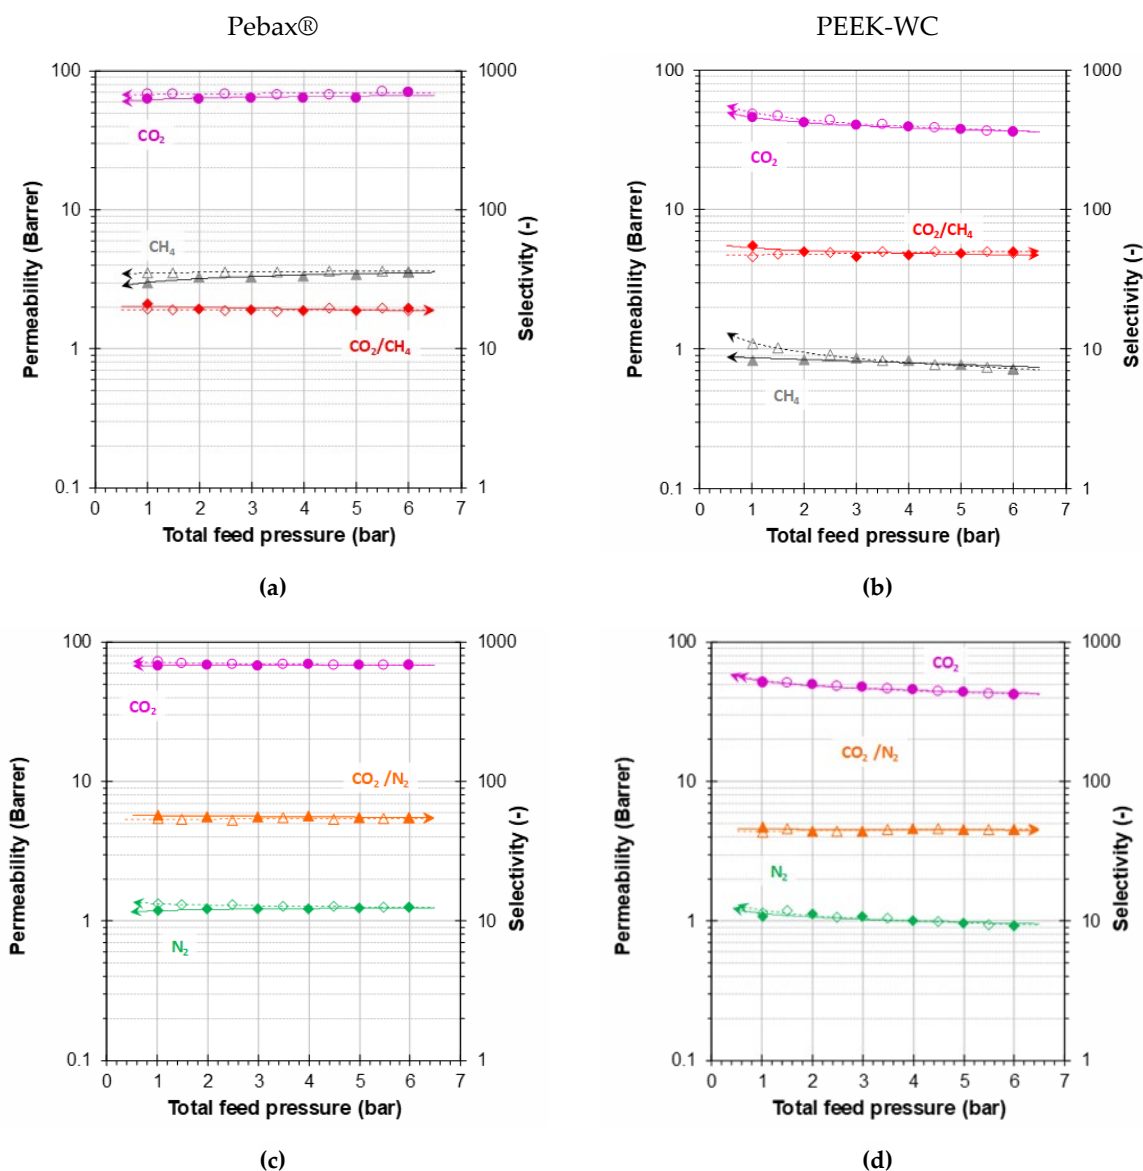 Pebax®
PEEK-WC
100
1000
CO2
Permeability (Barrer)
10
100
Selectivity (-)
CH4
1
10
CO2/CH4
0.1
1
0 1 2 3 4 5 6 7
Total feed pressure (bar)
(a)
100
1000
CO2
Permeability (Barrer)
10
100
Selectivity (-)
CO2/CH4
1
10
CH4
0.1
1
0 1 2 3 4 5 6 7
Total feed pressure (bar)
(b)
100
1000
CO2
Permeability (Barrer)
10
100
Selectivity (-)
CO2 /N2
1
10
N2
0.1
1
0 1 2 3 4 5 6 7
Total feed pressure (bar)
(c)
100
1000
CO2
Permeability (Barrer)
CO2 /N2
10
100
Selectivity (-)
N2
1
10
0.1
1
0 1 2 3 4 5 6 7
Total feed pressure (bar)
(d)